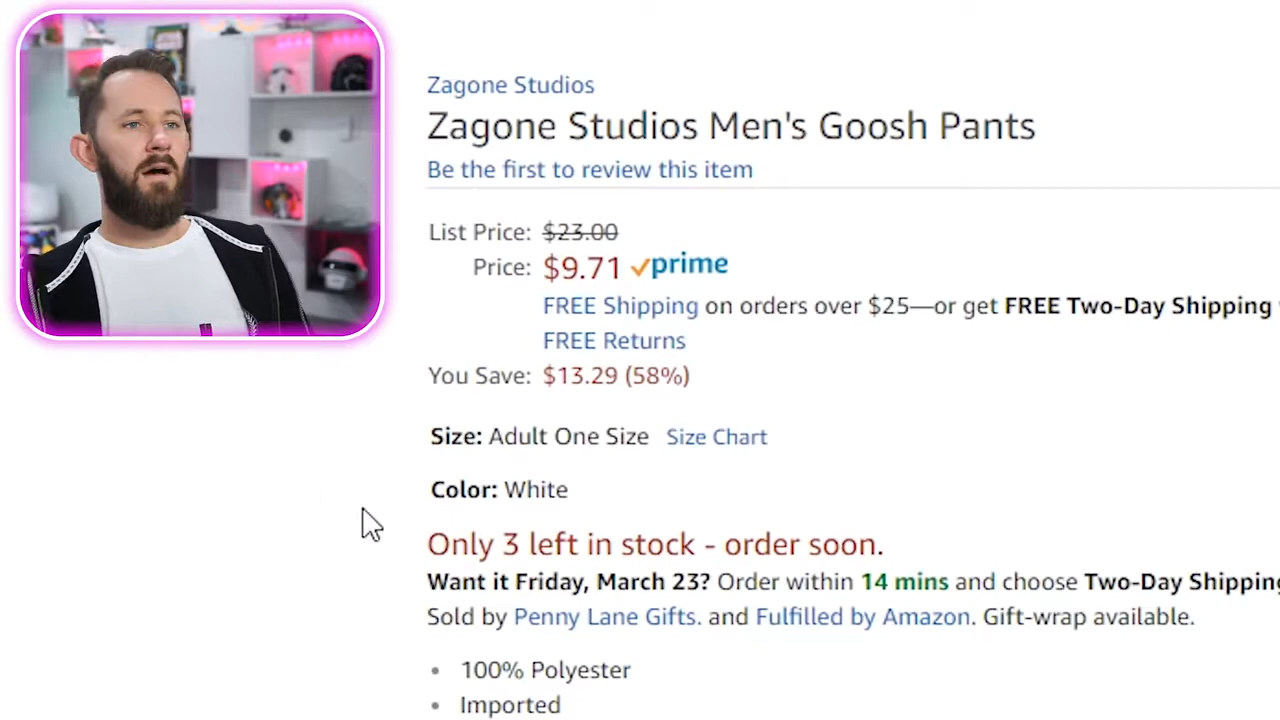 Zagone Studios
Zagone Studios Men's Goosh Pants
Be the first to review this item
List Price: $23.00
Price: $9.71 prime
FREE Shipping on orders over $25—or get FREE Two-Day Shipping
FREE Returns
You Save: $13.29 (58%)
Size: Adult One Size Size Chart
Color: White
Only 3 left in stock - order soon.
Want it Friday, March 23? Order within 14 mins and choose Two-Day Shipping
Sold by Penny Lane Gifts. and Fulfilled by Amazon. Gift-wrap available.
• 100% Polyester
• Imported